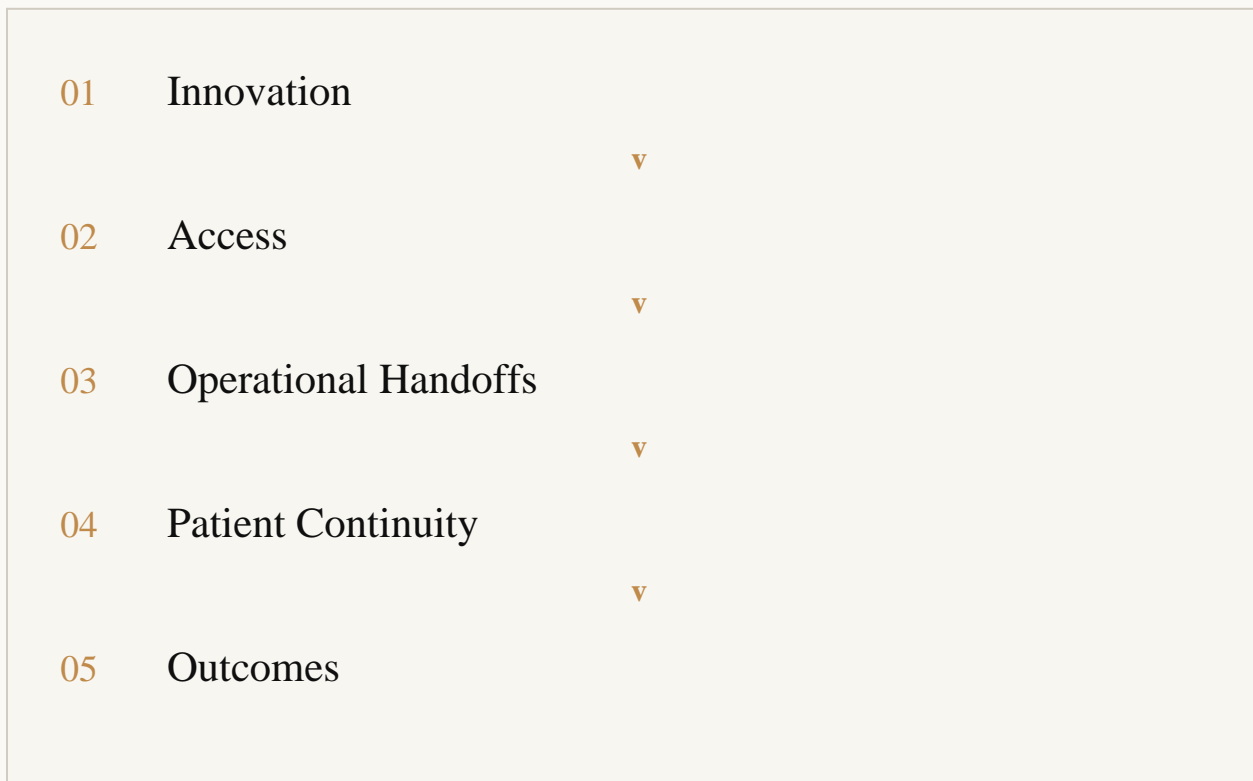 01 Innovation
v
02 Access
v
03 Operational Handoffs
v
04 Patient Continuity
v
05 Outcomes